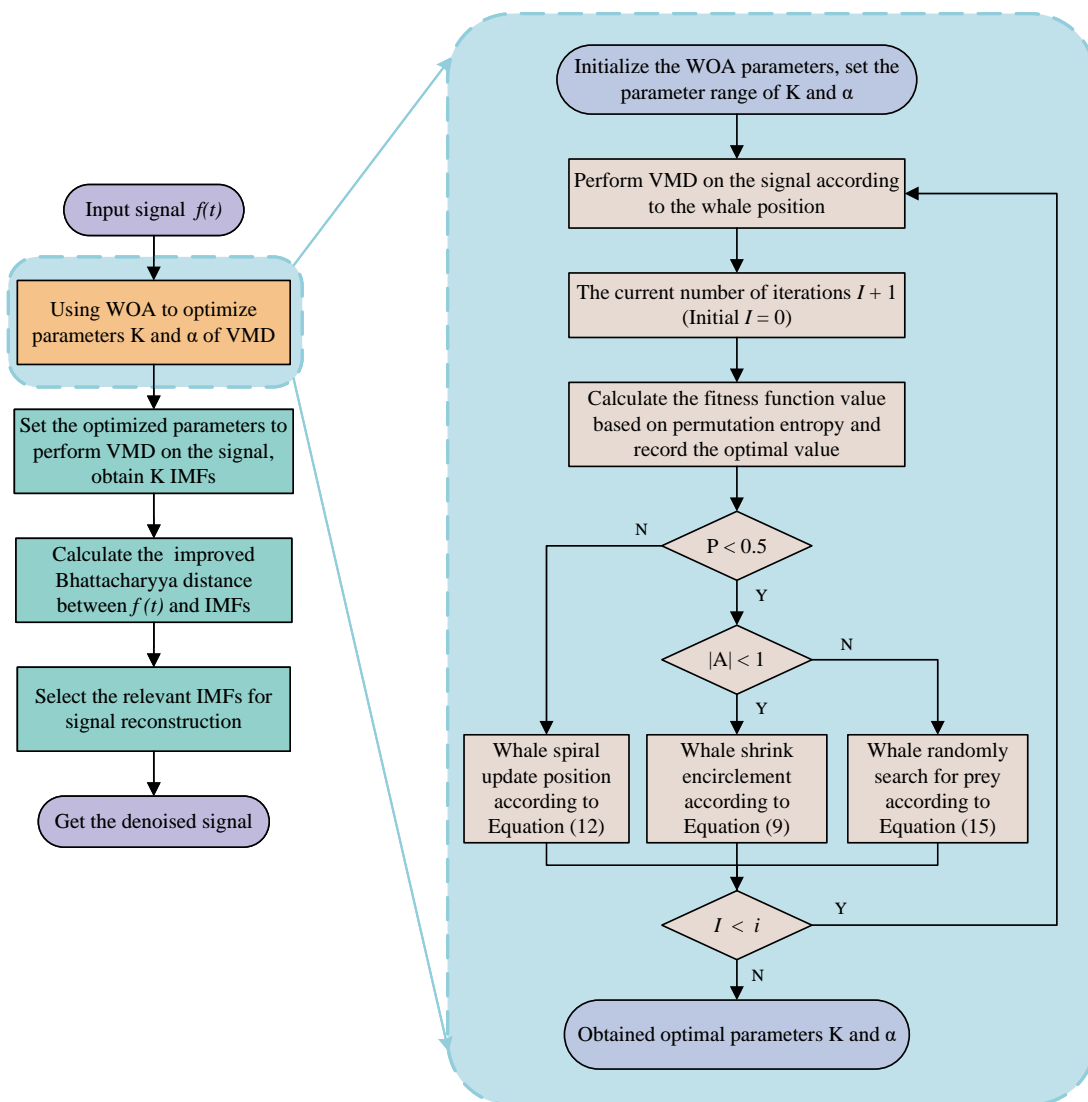 Input signal f(t)
Using WOA to optimize
parameters K and α of VMD
Set the optimized parameters to
perform VMD on the signal,
obtain K IMFs
Calculate the improved
Bhattacharyya distance
between f (t) and IMFs
Select the relevant IMFs for
signal reconstruction
Get the denoised signal
Initialize the WOA parameters, set the
parameter range of K and α
Perform VMD on the signal according
to the whale position
The current number of iterations I + 1
(Initial I = 0)
Calculate the fitness function value
based on permutation entropy and
record the optimal value
N
P < 0.5
Y
|A| < 1
N
Y
Whale spiral
update position
according to
Equation (12)
Whale shrink
encirclement
according to
Equation (9)
Whale randomly
search for prey
according to
Equation (15)
I < i
Y
N
Obtained optimal parameters K and α